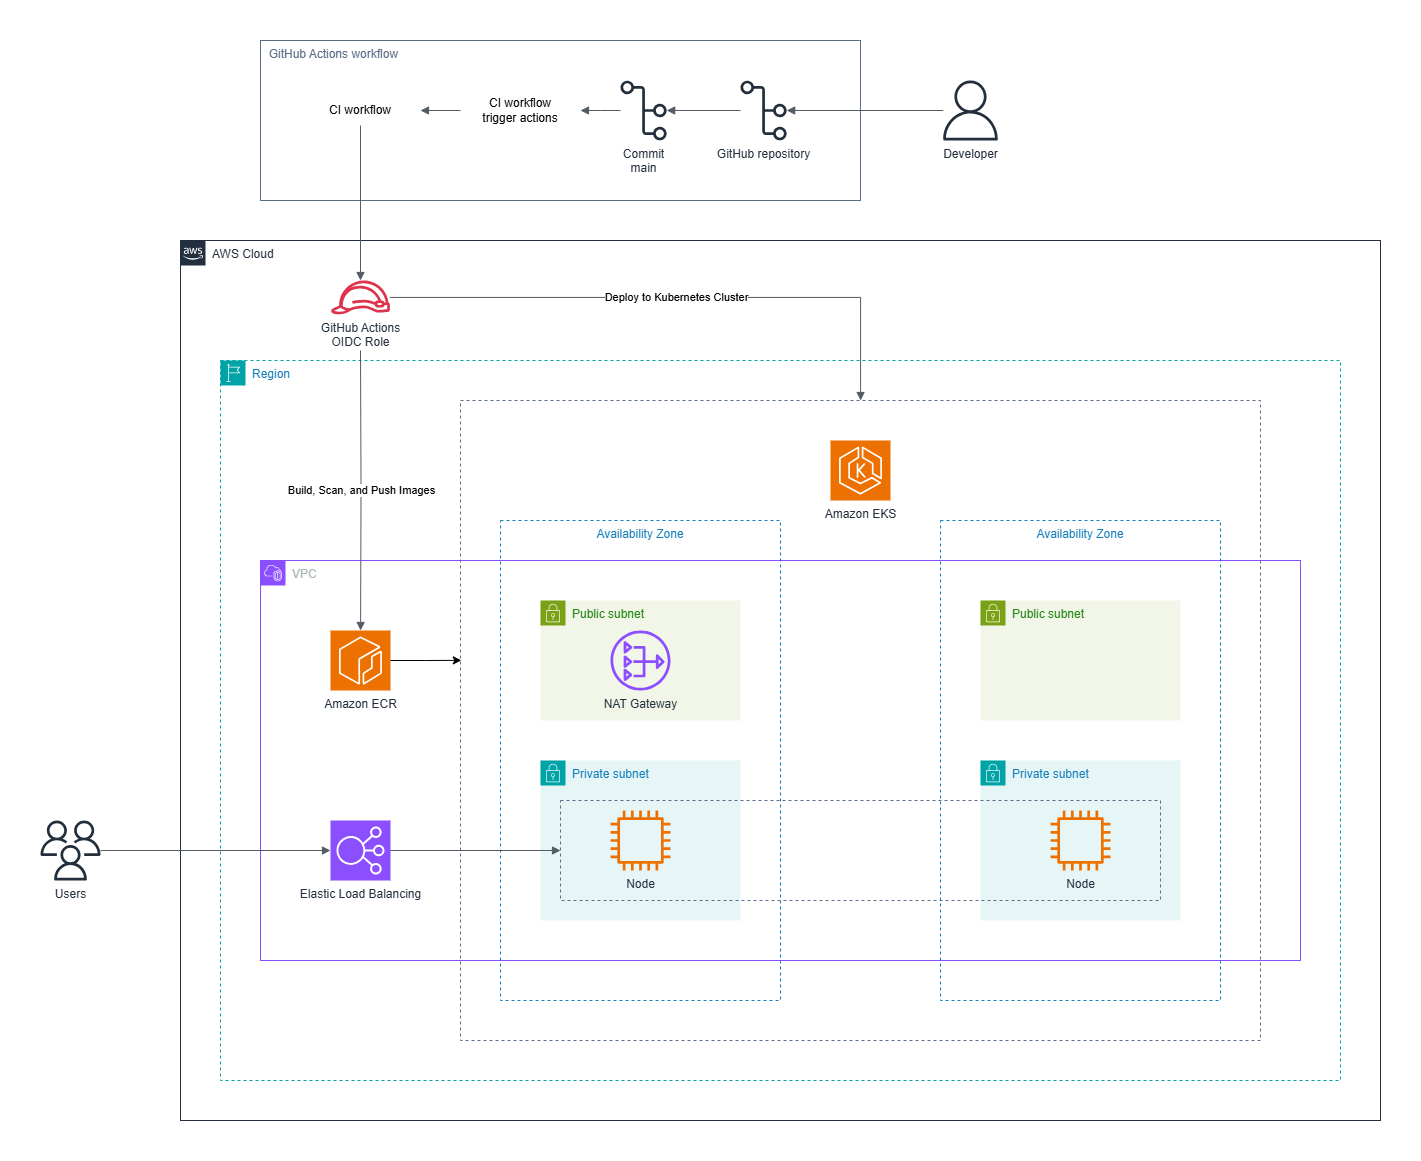 GitHub Actions workflow
CI workflow
CI workflow
trigger actions
Commit
main
GitHub repository
Developer
aws
AWS Cloud
GitHub Actions
OIDC Role
Deploy to Kubernetes Cluster
Region
K
Amazon EKS
Build, Scan, and Push Images
Availability Zone
Availability Zone
VPC
Public subnet
Public subnet
NAT Gateway
Amazon ECR
Private subnet
Private subnet
Node
Node
Users
Elastic Load Balancing